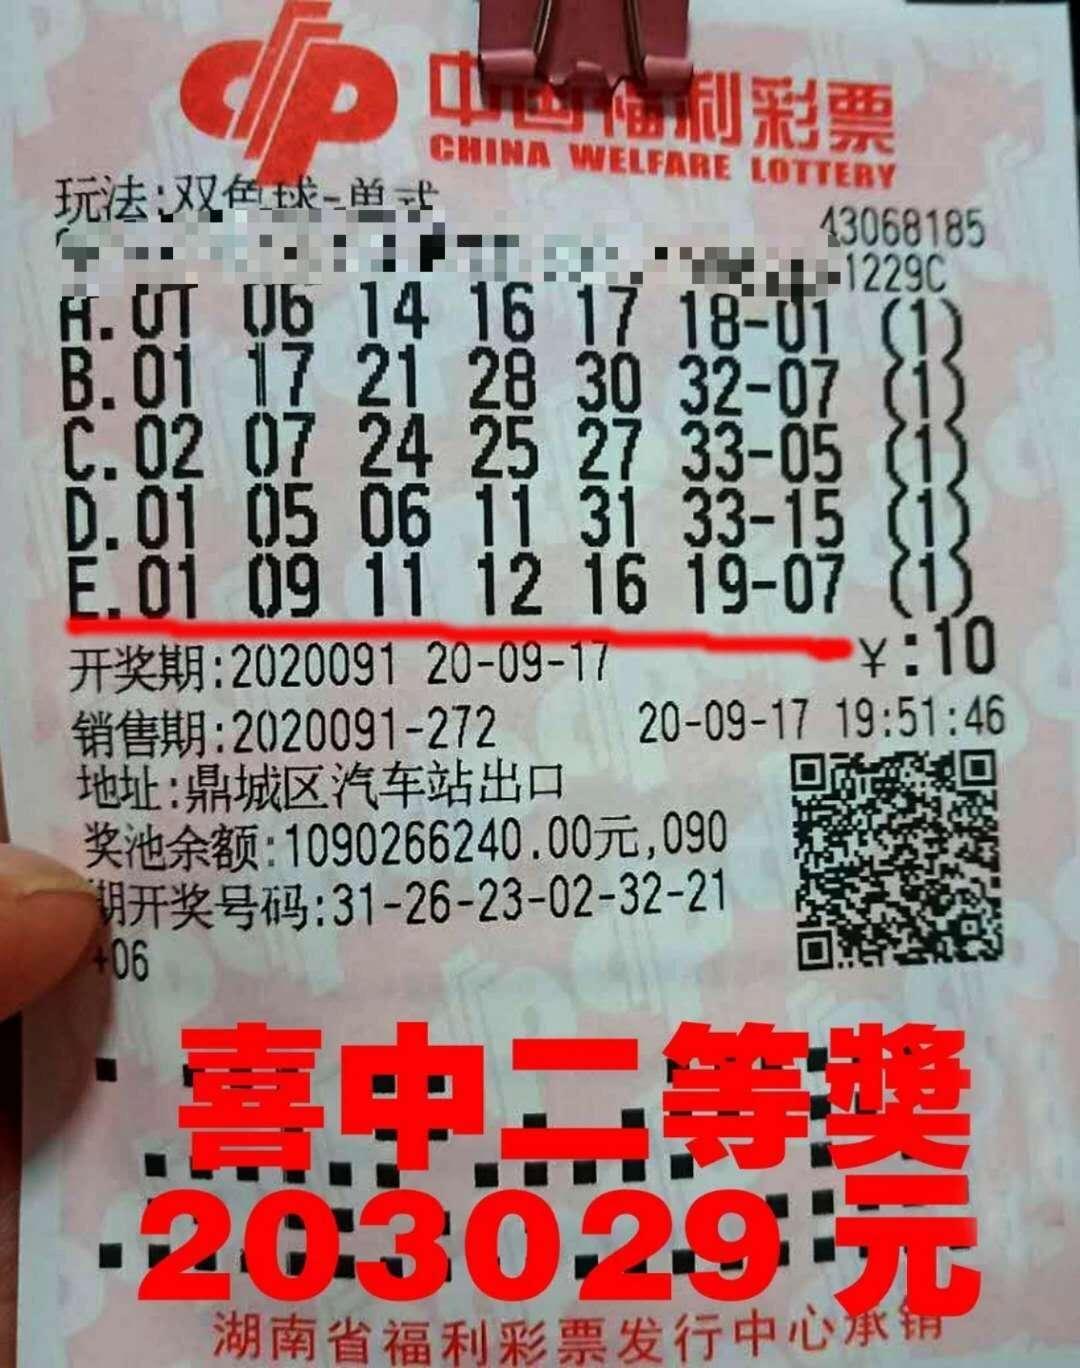 中国福利彩票
CHINA WELFARE LOTTERY
玩法:双色球-单式
43068185
1229C
A.01 06 14 16 17 18-01 (1)
B.01 17 21 28 30 32-07 (1)
C.02 07 24 25 27 33-05 (1)
D.01 05 06 11 31 33-15 (1)
E.01 09 11 12 16 19-07 (1)
¥:10
开奖期:2020091 20-09-17
销售期:2020091-272 20-09-17 19:51:46
地址:鼎城区汽车站出口
奖池余额:1090266240.00元,090
期开奖号码:31-26-23-02-32-21
+06
喜中二等奖
203029 元
湖南省福利彩票发行中心承销